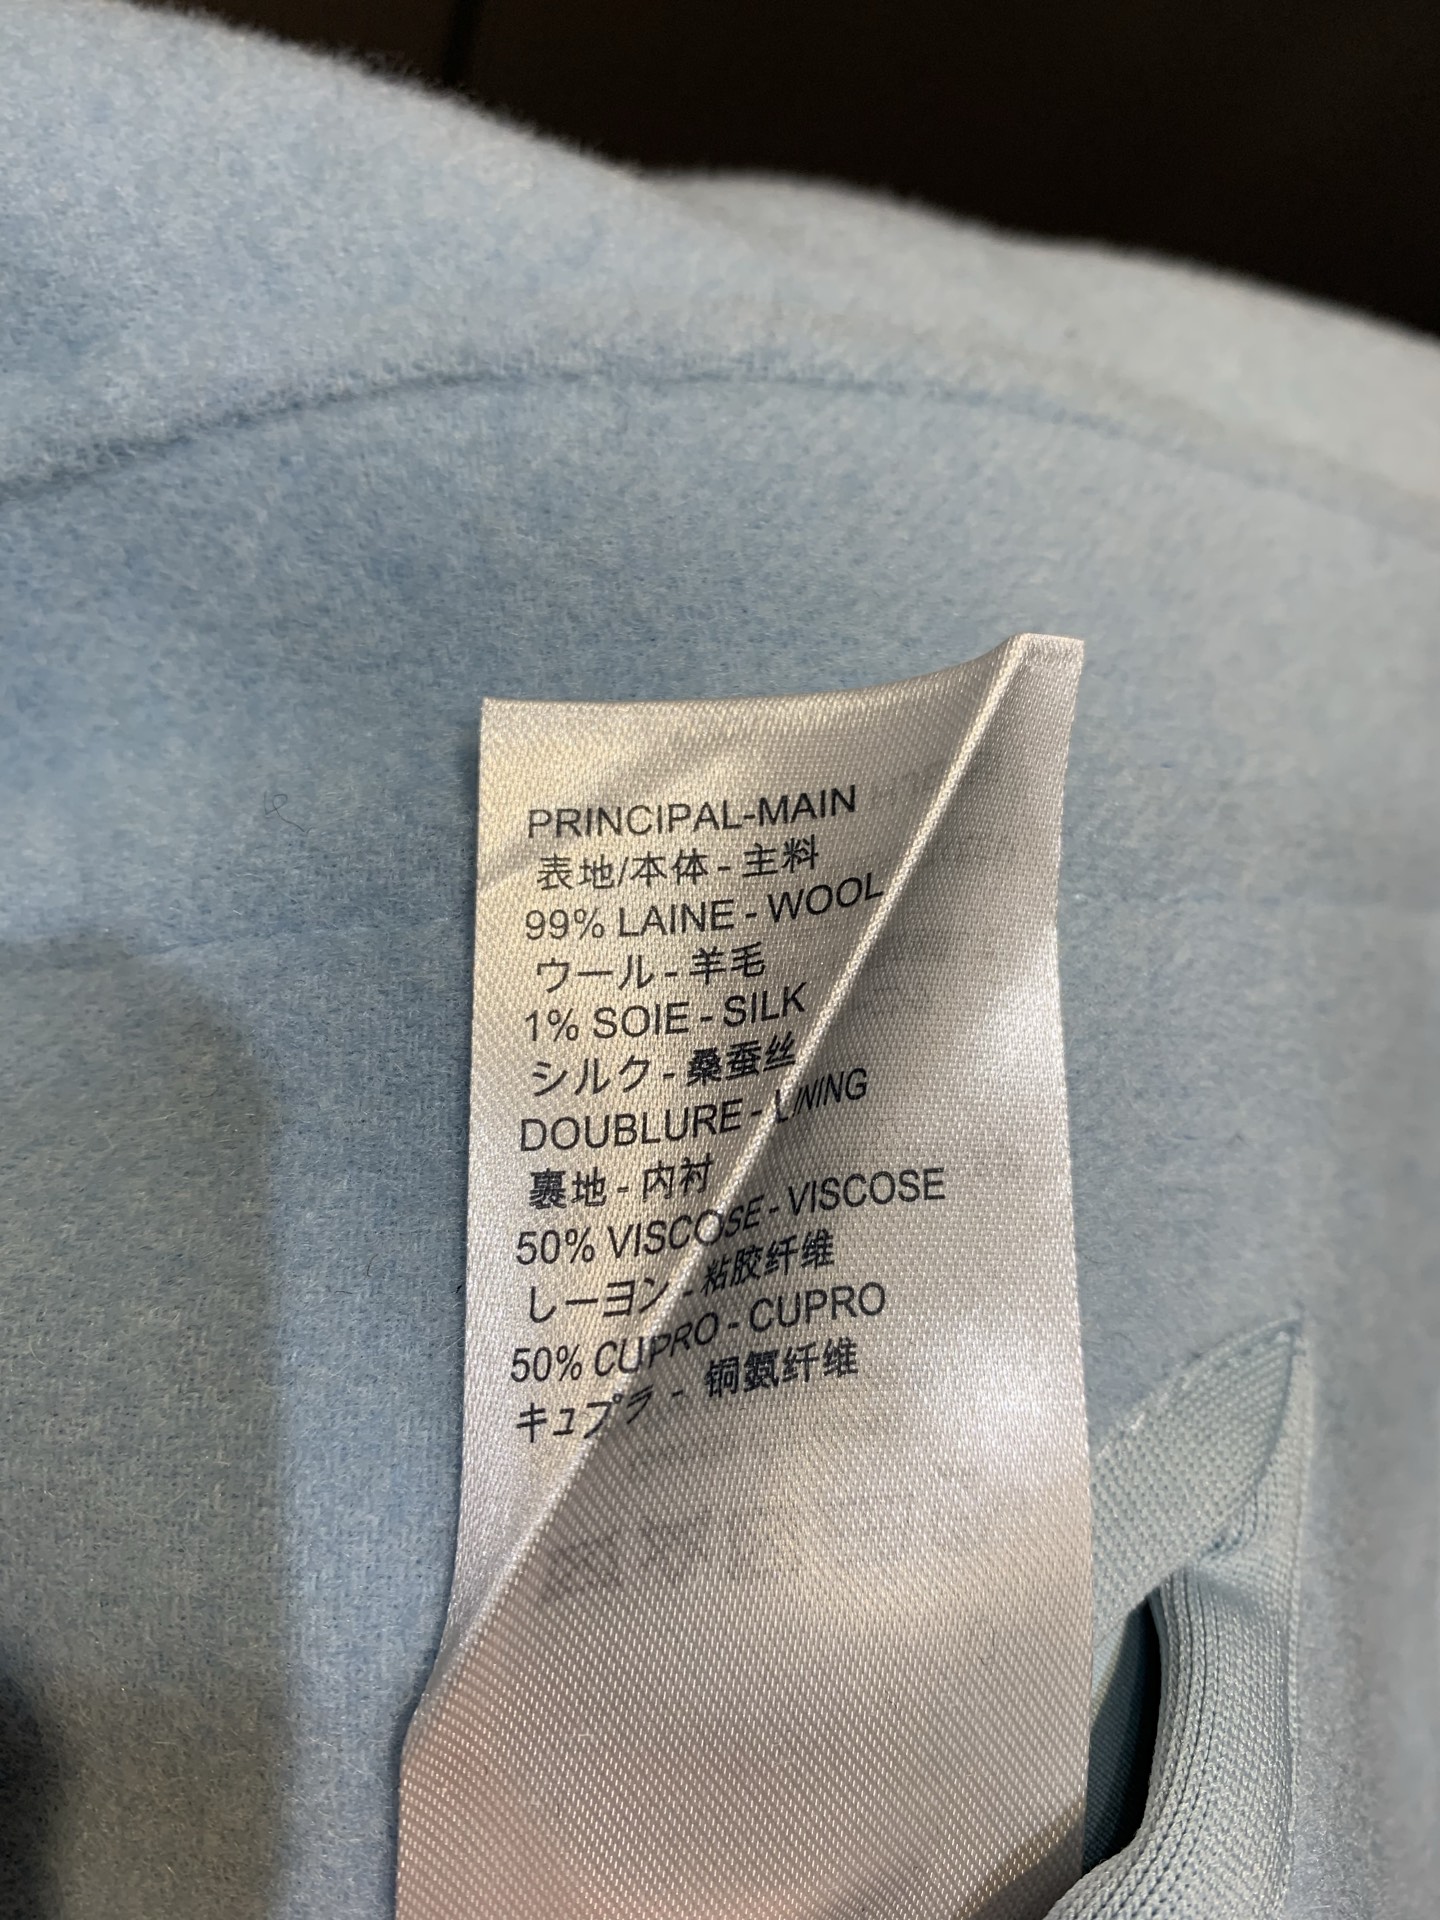 PRINCIPAL-MAIN
表地/本体 - 主料
99% LAINE - WOOL
ウール - 羊毛
1% SOIE - SILK
シルク - 桑蚕丝
DOUBLURE - LINING
裏地 - 内衬
50% VISCOSE - VISCOSE
しーヨン - 粘胶纤维
50% CUPRO - CUPRO
キュプラ - 铜氨纤维